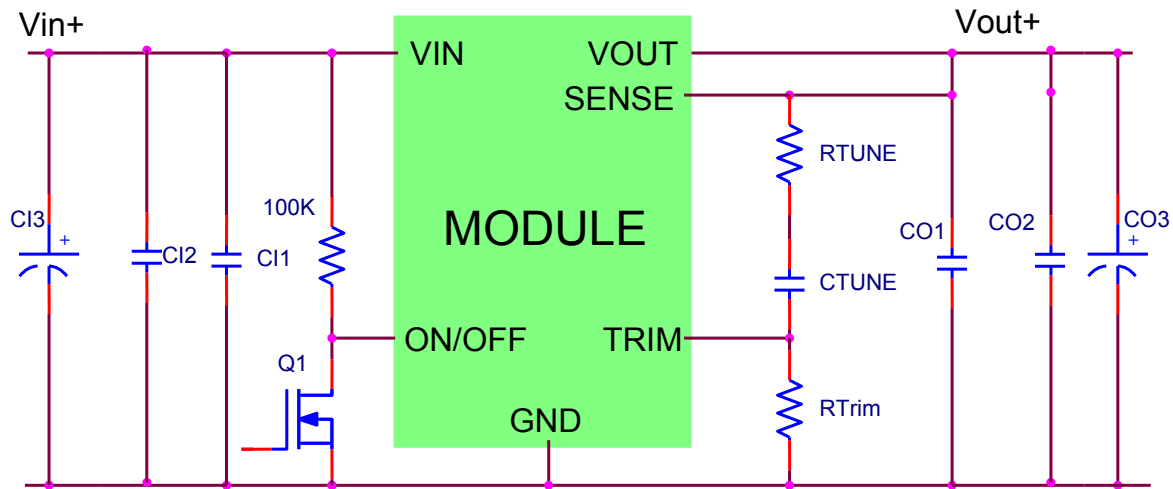 Vin+
Vout+
VIN
VOUT
SENSE
RTUNE
100K
CI3
+
CI2
CI1
MODULE
CO1
CO2
CO3
+
CTUNE
ON/OFF
TRIM
Q1
RTrim
GND